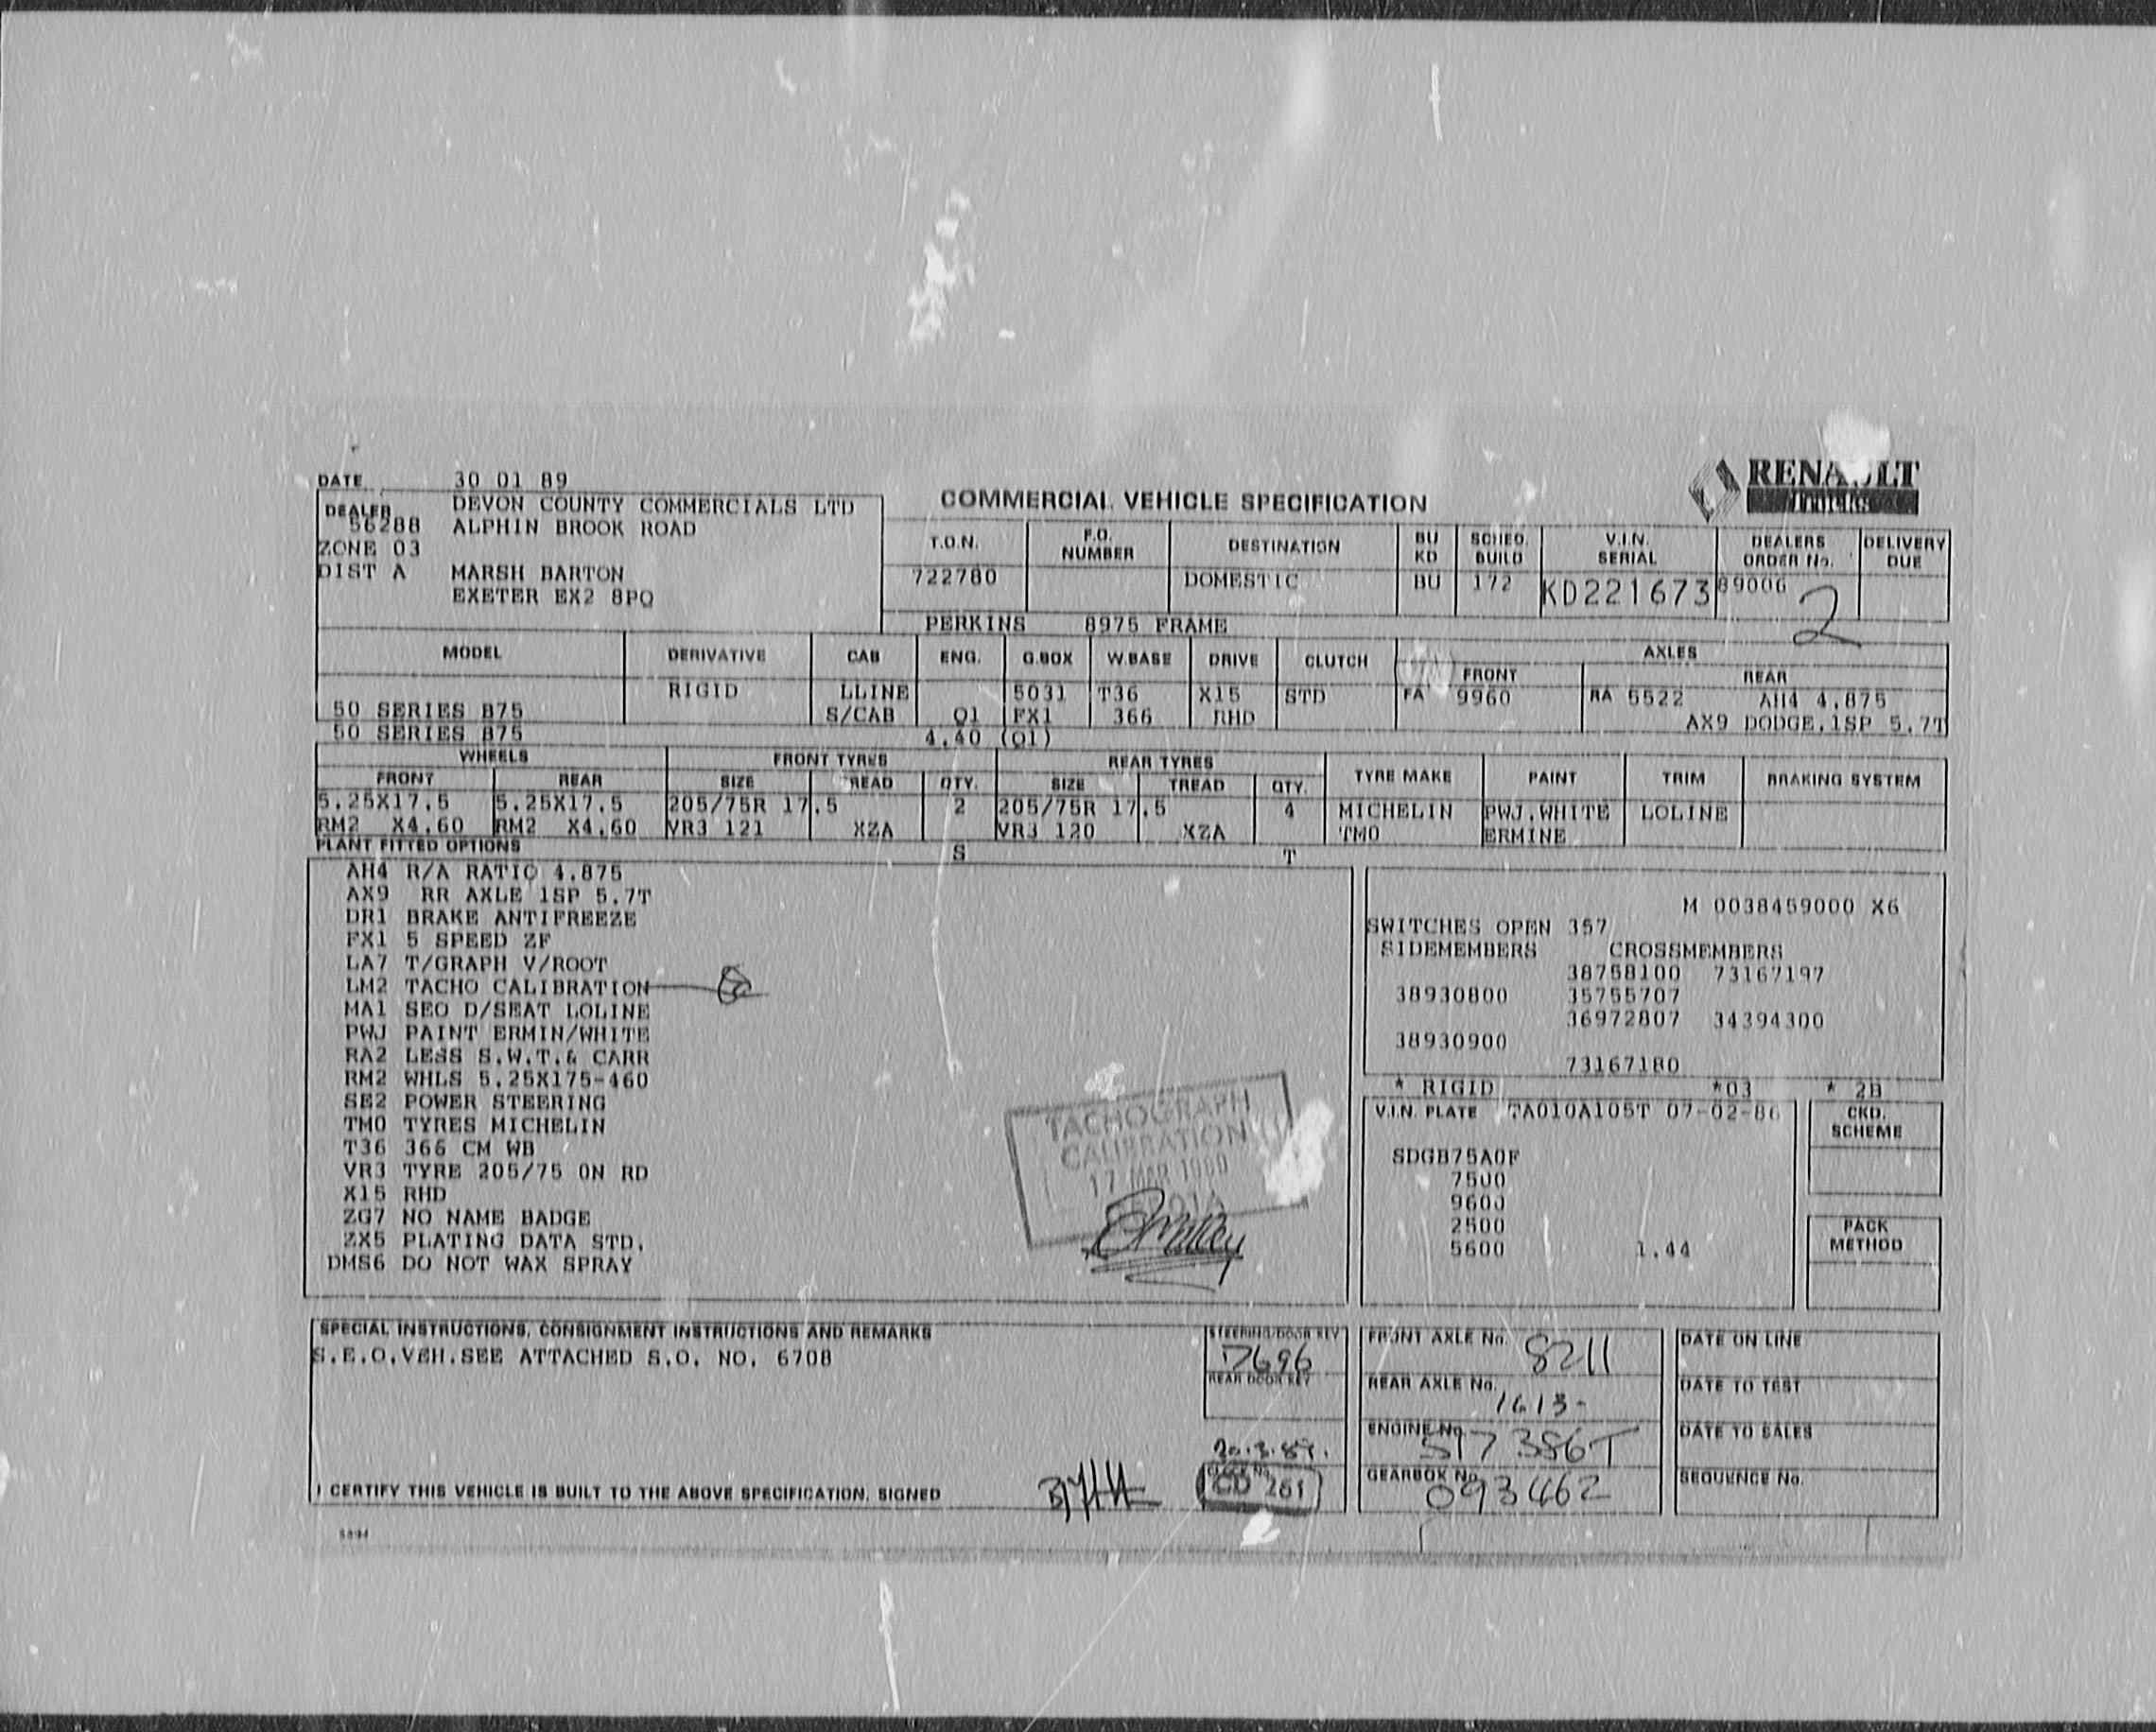 DATE 30 01 89
RENAULT
TRUCKS
DEALER DEVON COUNTY COMMERCIALS LTD
56288 ALPHIN BROOK ROAD
ZONE 03
DIST A MARSH BARTON
EXETER EX2 8PQ
COMMERCIAL VEHICLE SPECIFICATION
T.O.N. F.O. NUMBER DESTINATION BU KD SCHED. BUILD V.I.N. SERIAL DEALERS ORDER No. DELIVERY DUE
722780 DOMESTIC BU 172 KD221673 89006 2
PERKINS 8975 FRAME
MODEL DERIVATIVE CAB ENG. G.BOX W.BASE DRIVE CLUTCH AXLES
FRONT REAR
RIGID LLINE 5031 T36 X15 STD FA 9960 RA 5522 AH4 4.875
50 SERIES B75 S/CAB Q1 FX1 366 RHD AX9 DODGE.1SP 5.7T
50 SERIES B75 4.40 (Q1)
WHEELS FRONT TYRES REAR TYRES TYRE MAKE PAINT TRIM BRAKING SYSTEM
FRONT REAR SIZE TREAD QTY. SIZE TREAD QTY.
5.25X17.5 5.25X17.5 205/75R 17.5 2 205/75R 17.5 4 MICHELIN PWJ.WHITE LOLINE
RM2 X4.60 RM2 X4.60 VR3 121 XZA VR3 120 XZA TMO ERMINE
PLANT FITTED OPTIONS S T
AH4 R/A RATIO 4.875
AX9 RR AXLE 1SP 5.7T
DR1 BRAKE ANTIFREEZE
FX1 5 SPEED ZF
LA7 T/GRAPH V/ROOT
LM2 TACHO CALIBRATION
MA1 SEO D/SEAT LOLINE
PWJ PAINT ERMIN/WHITE
RA2 LESS S.W.T.& CARR
RM2 WHLS 5.25X175-460
SE2 POWER STEERING
TMO TYRES MICHELIN
T36 366 CM WB
VR3 TYRE 205/75 ON RD
X15 RHD
ZG7 NO NAME BADGE
ZX5 PLATING DATA STD.
DMS6 DO NOT WAX SPRAY
TACHOGRAPH
CALIBRATION
17 MAR
M 0038459000 X6
SWITCHES OPEN 357
SIDEMEMBERS CROSSMEMBERS
38758100 73167197
38930800 35755707
36972807 34394300
38930900
73167180
* RIGID *03 * 2B
V.I.N. PLATE TA010A105T 07-02-86
SDGB75A0F
7500
9600
2500
5600 1.44
CKD. SCHEME
PACK METHOD
SPECIAL INSTRUCTIONS, CONSIGNMENT INSTRUCTIONS AND REMARKS
S.E.O.VEH.SEE ATTACHED S.O. NO. 6708
STEERING/DOOR KEY
D696
REAR DOOR KEY
20.3.89.
CLOCK No.
CD 261
I CERTIFY THIS VEHICLE IS BUILT TO THE ABOVE SPECIFICATION. SIGNED
FRONT AXLE No. 8211
REAR AXLE No. 1613-
ENGINE No. 517386T
GEARBOX No. 093462
DATE ON LINE
DATE TO TEST
DATE TO SALES
SEQUENCE No.